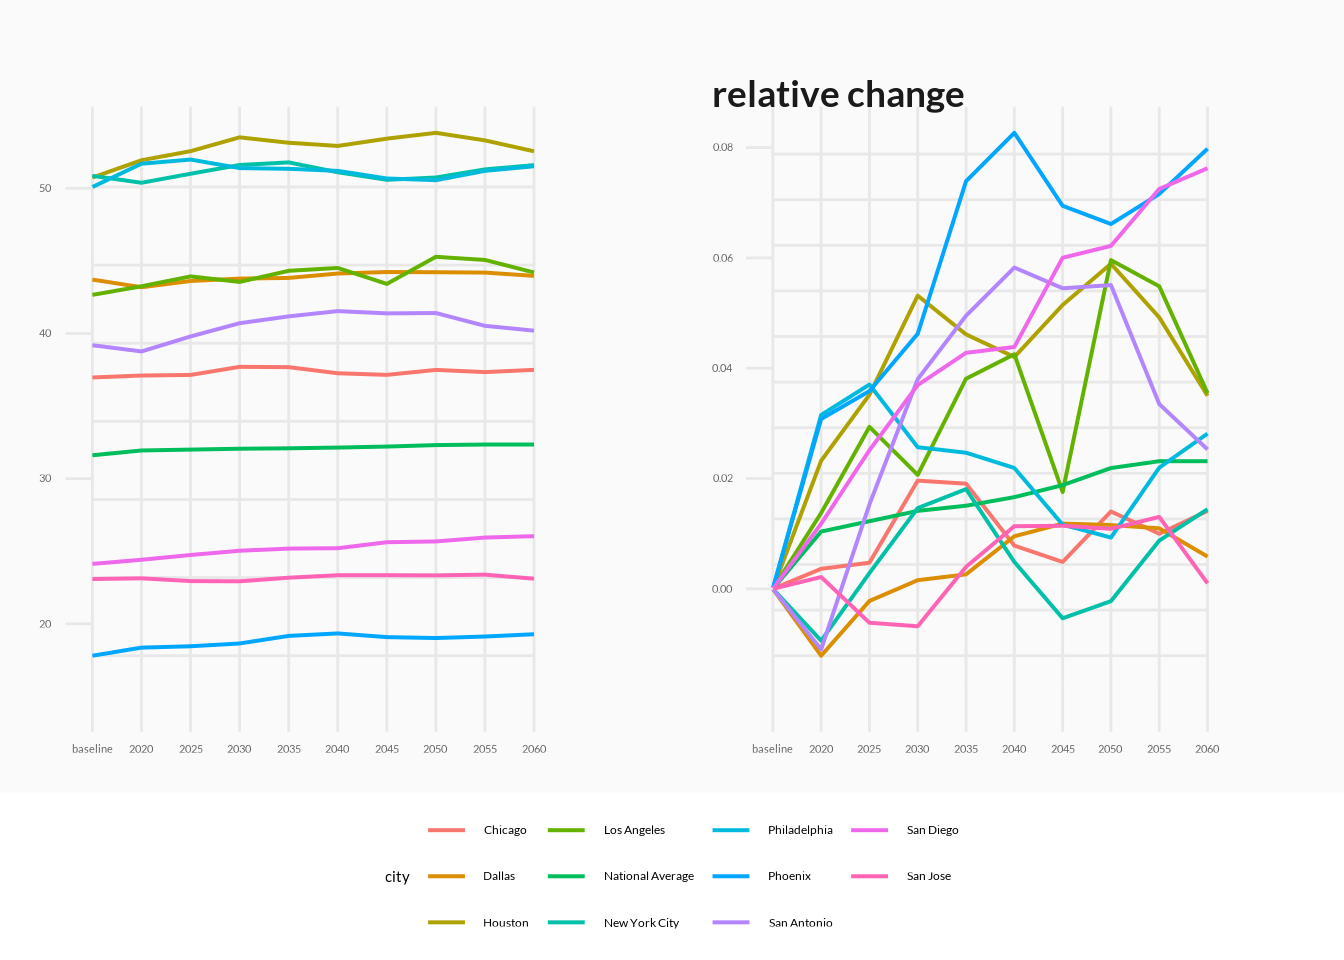 relative change
50
40
30
20
baseline 2020 2025 2030 2035 2040 2045 2050 2055 2060
0.08
0.06
0.04
0.02
0.00
baseline 2020 2025 2030 2035 2040 2045 2050 2055 2060
city
Chicago Los Angeles Philadelphia San Diego
Dallas National Average Phoenix San Jose
Houston New York City San Antonio